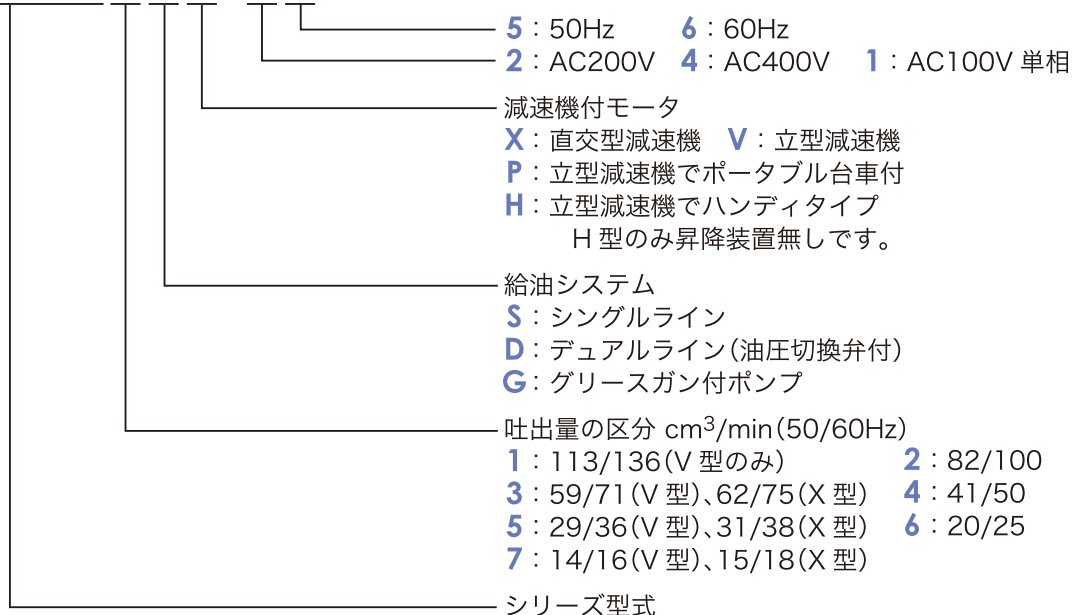 5：50Hz 6：60Hz
2：AC200V 4：AC400V 1：AC100V 単相
減速機付モータ
X：直交型減速機 V：立型減速機
P：立型減速機でポータブル台車付
H：立型減速機でハンディタイプ
H 型のみ昇降装置無しです。
給油システム
S：シングルライン
D：デュアルライン（油圧切換弁付）
G：グリースガン付ポンプ
吐出量の区分 cm³/min（50/60Hz）
1：113/136（V 型のみ） 2：82/100
3：59/71（V 型）、62/75（X 型） 4：41/50
5：29/36（V 型）、31/38（X 型） 6：20/25
7：14/16（V 型）、15/18（X 型）
シリーズ型式